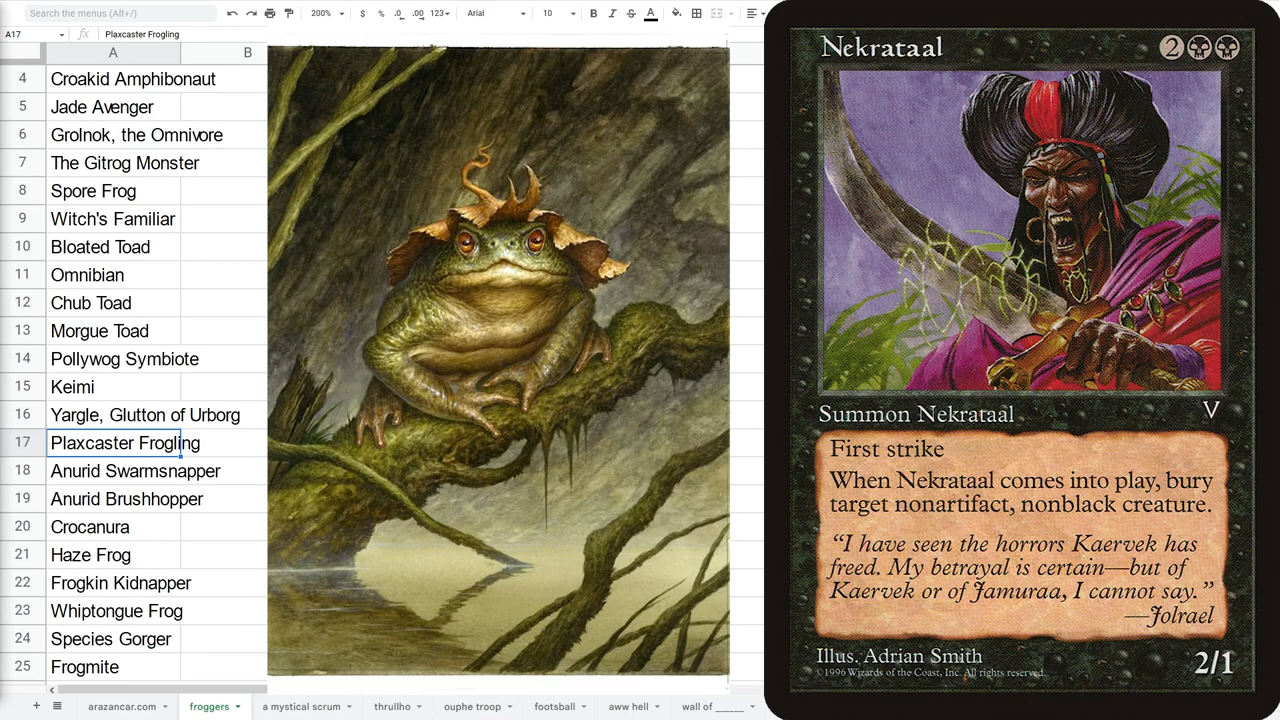 Search the menus (Alt+/)
200%
$
%
.0
.00
123
Arial
10
B
I
S
A
A17
fx
Plaxcaster Frogling
A
B
4 Croakid Amphibonaut
5 Jade Avenger
6 Grolnok, the Omnivore
7 The Gitrog Monster
8 Spore Frog
9 Witch's Familiar
10 Bloated Toad
11 Omnibian
12 Chub Toad
13 Morgue Toad
14 Pollywog Symbiote
15 Keimi
16 Yargle, Glutton of Urborg
17 Plaxcaster Frogling
18 Anurid Swarmsnapper
19 Anurid Brushhopper
20 Crocanura
21 Haze Frog
22 Frogkin Kidnapper
23 Whiptongue Frog
24 Species Gorger
25 Frogmite
+
arazancar.com
froggers
a mystical scrum
thrullho
ouphe troop
footsball
aww hell
wall of ______
Nekrataal
2
Summon Nekrataal
V
First strike
When Nekrataal comes into play, bury
target nonartifact, nonblack creature.
“I have seen the horrors Kaervek has
freed. My betrayal is certain—but of
Kaervek or of Jamuraa, I cannot say.”
—Jolrael
Illus. Adrian Smith
©1996 Wizards of the Coast, Inc. All rights reserved.
2/1